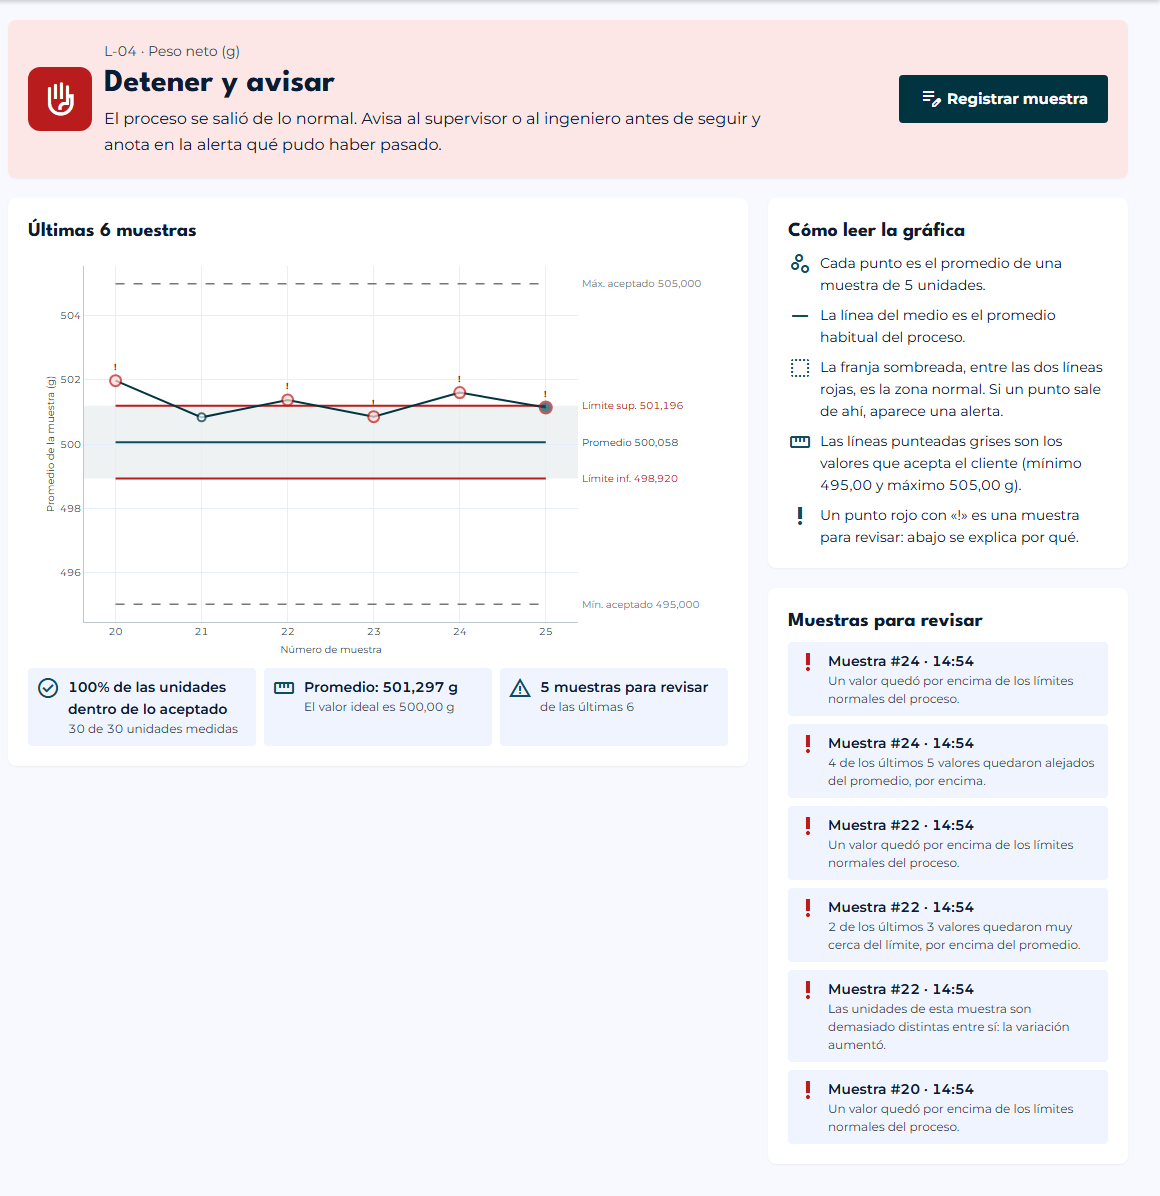 L-04 · Peso neto (g)
Detener y avisar
El proceso se salió de lo normal. Avisa al supervisor o al ingeniero antes de seguir y
anota en la alerta qué pudo haber pasado.
Registrar muestra
Últimas 6 muestras
Máx. aceptado 505,000
504
502
500
498
496
Promedio de la muestra (g)
!
!
!
!
!
Límite sup. 501,196
Promedio 500,058
Límite inf. 498,920
Mín. aceptado 495,000
20
21
22
23
24
25
Número de muestra
100% de las unidades
dentro de lo aceptado
30 de 30 unidades medidas
Promedio: 501,297 g
El valor ideal es 500,00 g
5 muestras para revisar
de las últimas 6
Cómo leer la gráfica
Cada punto es el promedio de una
muestra de 5 unidades.
La línea del medio es el promedio
habitual del proceso.
La franja sombreada, entre las dos líneas
rojas, es la zona normal. Si un punto sale
de ahí, aparece una alerta.
Las líneas punteadas grises son los
valores que acepta el cliente (mínimo
495,00 y máximo 505,00 g).
Un punto rojo con «!» es una muestra
para revisar: abajo se explica por qué.
Muestras para revisar
Muestra #24 · 14:54
Un valor quedó por encima de los límites
normales del proceso.
Muestra #24 · 14:54
4 de los últimos 5 valores quedaron alejados
del promedio, por encima.
Muestra #22 · 14:54
Un valor quedó por encima de los límites
normales del proceso.
Muestra #22 · 14:54
2 de los últimos 3 valores quedaron muy
cerca del límite, por encima del promedio.
Muestra #22 · 14:54
Las unidades de esta muestra son
demasiado distintas entre sí: la variación
aumentó.
Muestra #20 · 14:54
Un valor quedó por encima de los límites
normales del proceso.